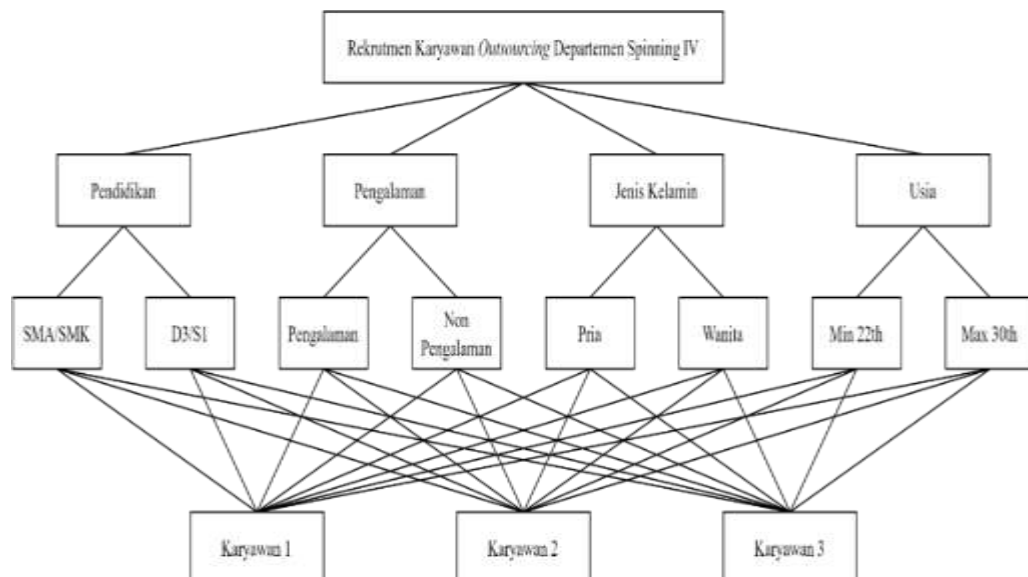 Rekrutmen Karyawan Outsourcing Departemen Spinning IV
Pendidikan
Pengalaman
Jenis Kelamin
Usia
SMA/SMK
D3/S1
Pengalaman
Non
Pengalaman
Pria
Wanita
Min 22th
Max 30th
Karyawan 1
Karyawan 2
Karyawan 3